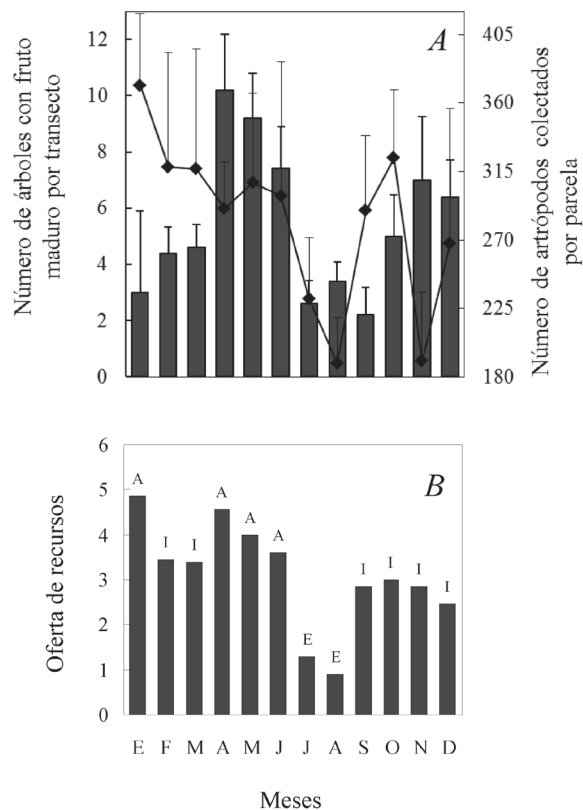 A
Número de árboles con fruto
maduro por transecto
12
10
8
6
4
2
0
405
360
315
270
225
180
Número de artrópodos colectados
por parcela
B
Oferta de recursos
6
5
4
3
2
1
0
A I I A A A E E I I I I
E F M A M J J A S O N D
Meses